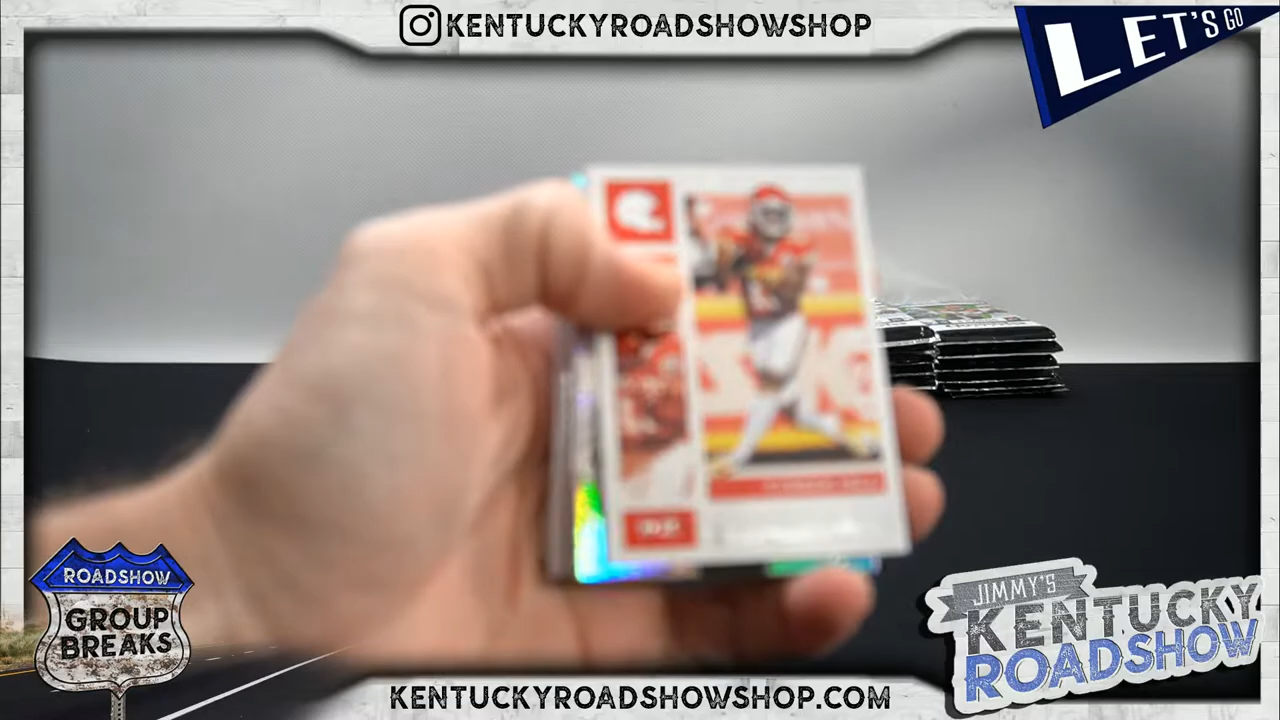 KENTUCKYROADSHOWSHOP
LET'S GO
ROADSHOW
GROUP
BREAKS
JIMMY'S
KENTUCKY
ROADSHOW
KENTUCKYROADSHOWSHOP.COM